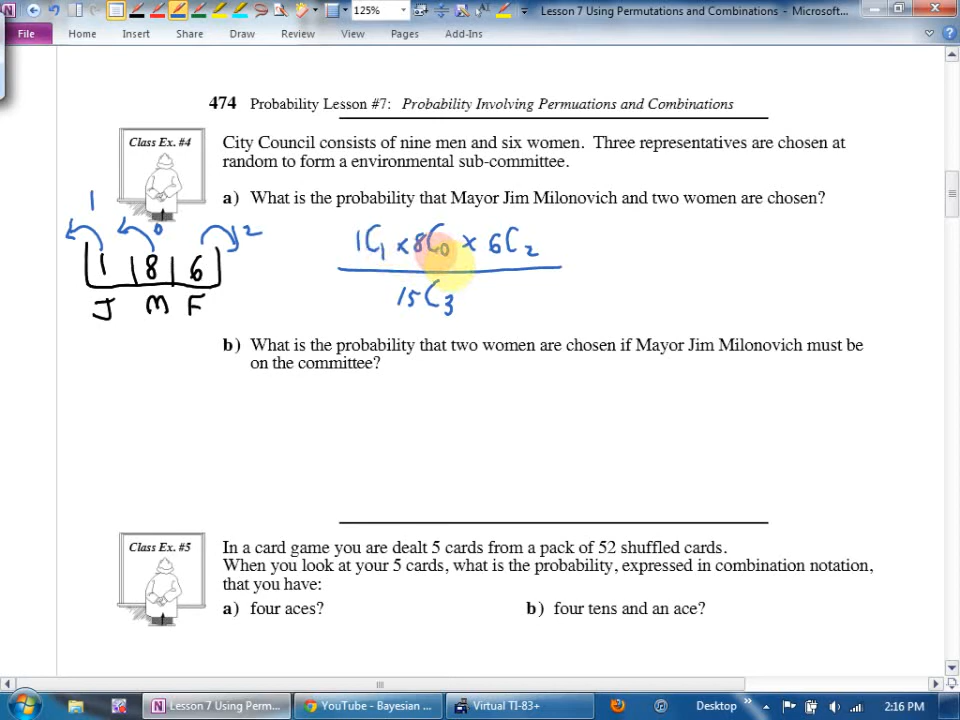 125%
Lesson 7 Using Permutations and Combinations - Microsoft...
File Home Insert Share Draw Review View Pages Add-Ins
474 Probability Lesson #7: Probability Involving Permuations and Combinations
Class Ex. #4
City Council consists of nine men and six women. Three representatives are chosen at
random to form a environmental sub-committee.
a) What is the probability that Mayor Jim Milonovich and two women are chosen?
1 0 2
1 8 6
J M F
1C1 x 8C0 x 6C2
15C3
b) What is the probability that two women are chosen if Mayor Jim Milonovich must be
on the committee?
Class Ex. #5
In a card game you are dealt 5 cards from a pack of 52 shuffled cards.
When you look at your 5 cards, what is the probability, expressed in combination notation,
that you have:
a) four aces? b) four tens and an ace?
Lesson 7 Using Perm... YouTube - Bayesian ... Virtual TI-83+ Desktop 2:16 PM